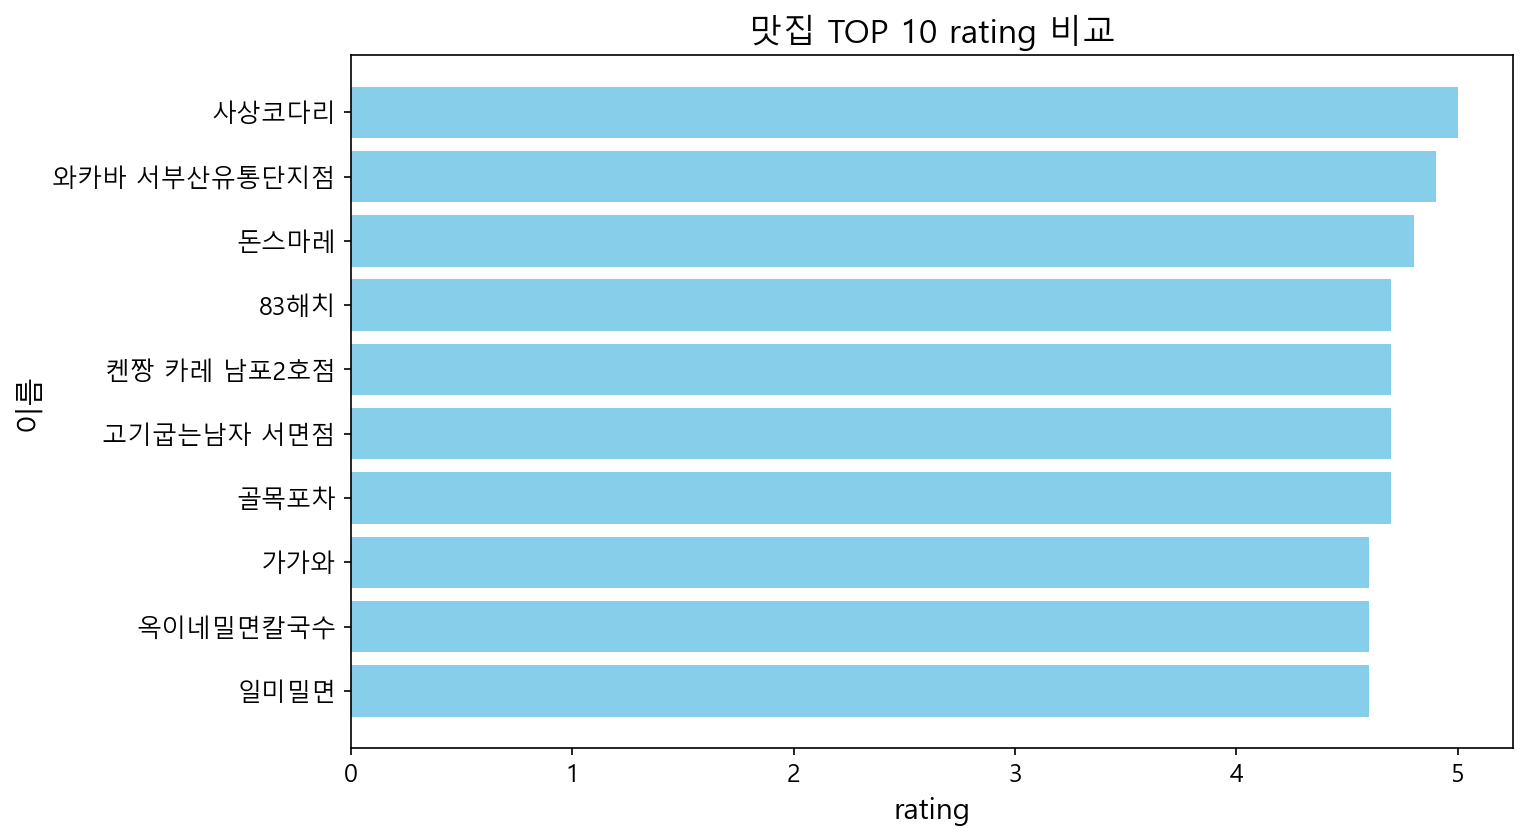 맛집 TOP 10 rating 비교
사상코다리
와카바 서부산유통단지점
돈스마레
83해치
켄짱 카레 남포2호점
고기굽는남자 서면점
골목포차
가가와
옥이네밀면칼국수
일미밀면
이름
0 1 2 3 4 5
rating